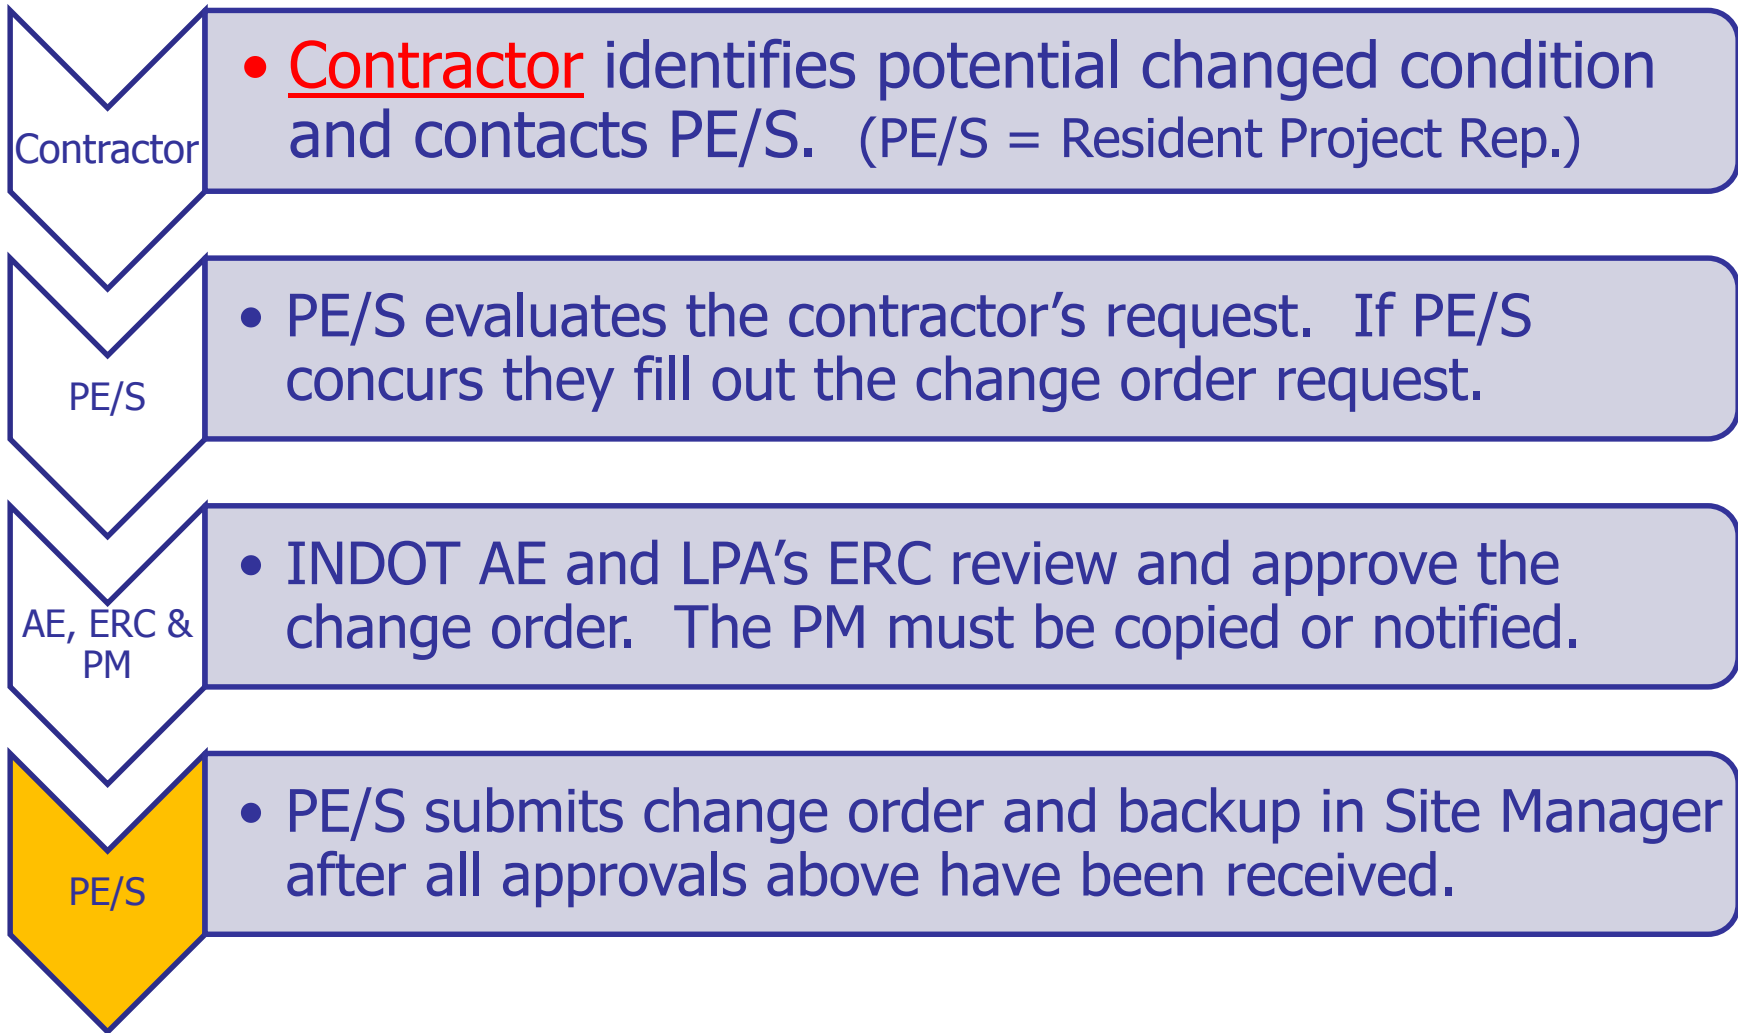 Contractor
• Contractor identifies potential changed condition
and contacts PE/S. (PE/S = Resident Project Rep.)
PE/S
• PE/S evaluates the contractor’s request. If PE/S
concurs they fill out the change order request.
AE, ERC &
PM
• INDOT AE and LPA’s ERC review and approve the
change order. The PM must be copied or notified.
PE/S
• PE/S submits change order and backup in Site Manager
after all approvals above have been received.